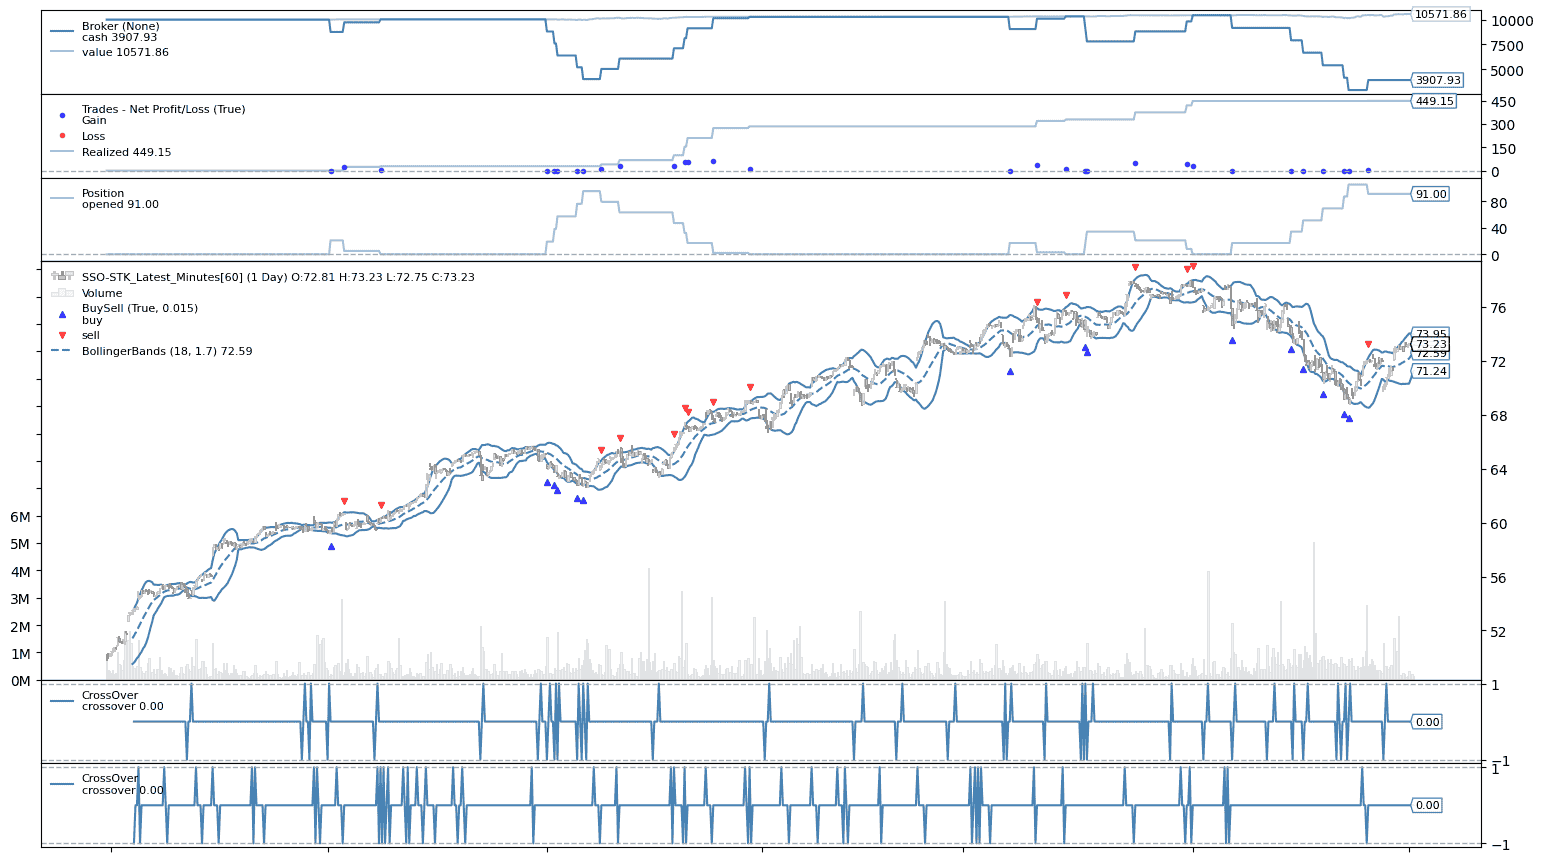 Broker (None)
cash 3907.93
value 10571.86
10571.86
10000
7500
5000
3907.93
Trades - Net Profit/Loss (True)
Gain
Loss
Realized 449.15
449.15
450
300
150
0
Position
opened 91.00
91.00
80
40
0
SSO-STK_Latest_Minutes[60] (1 Day) O:72.81 H:73.23 L:72.75 C:73.23
Volume
BuySell (True, 0.015)
buy
sell
BollingerBands (18, 1.7) 72.59
76
73.95
73.23
72.59
72
71.24
68
64
60
56
52
6M
5M
4M
3M
2M
1M
0M
CrossOver
crossover 0.00
1
0.00
−1
CrossOver
crossover 0.00
1
0.00
−1